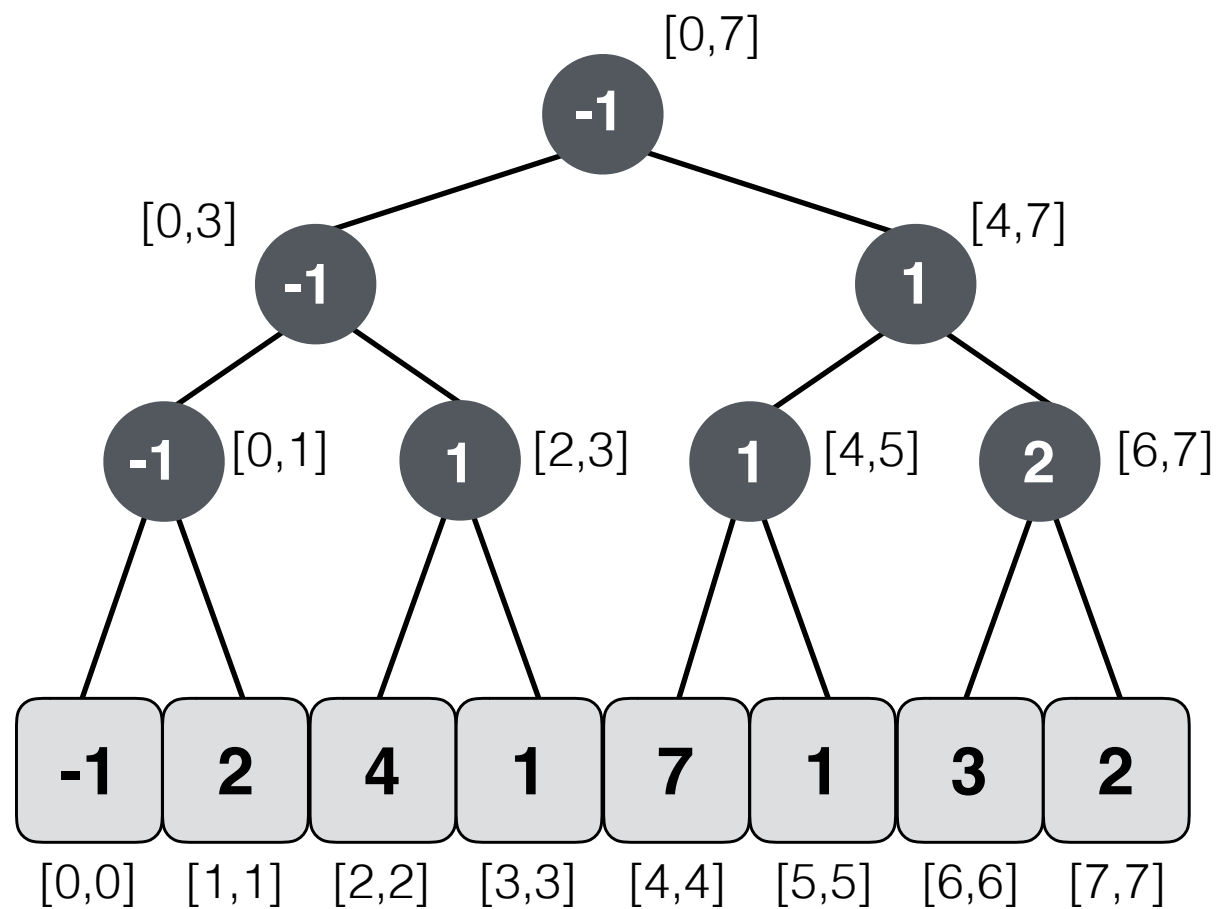 [0,7]
-1
[0,3]
[4,7]
-1
1
-1 [0,1] 1 [2,3] 1 [4,5] 2 [6,7]
-1 2 4 1 7 1 3 2
[0,0] [1,1] [2,2] [3,3] [4,4] [5,5] [6,6] [7,7]